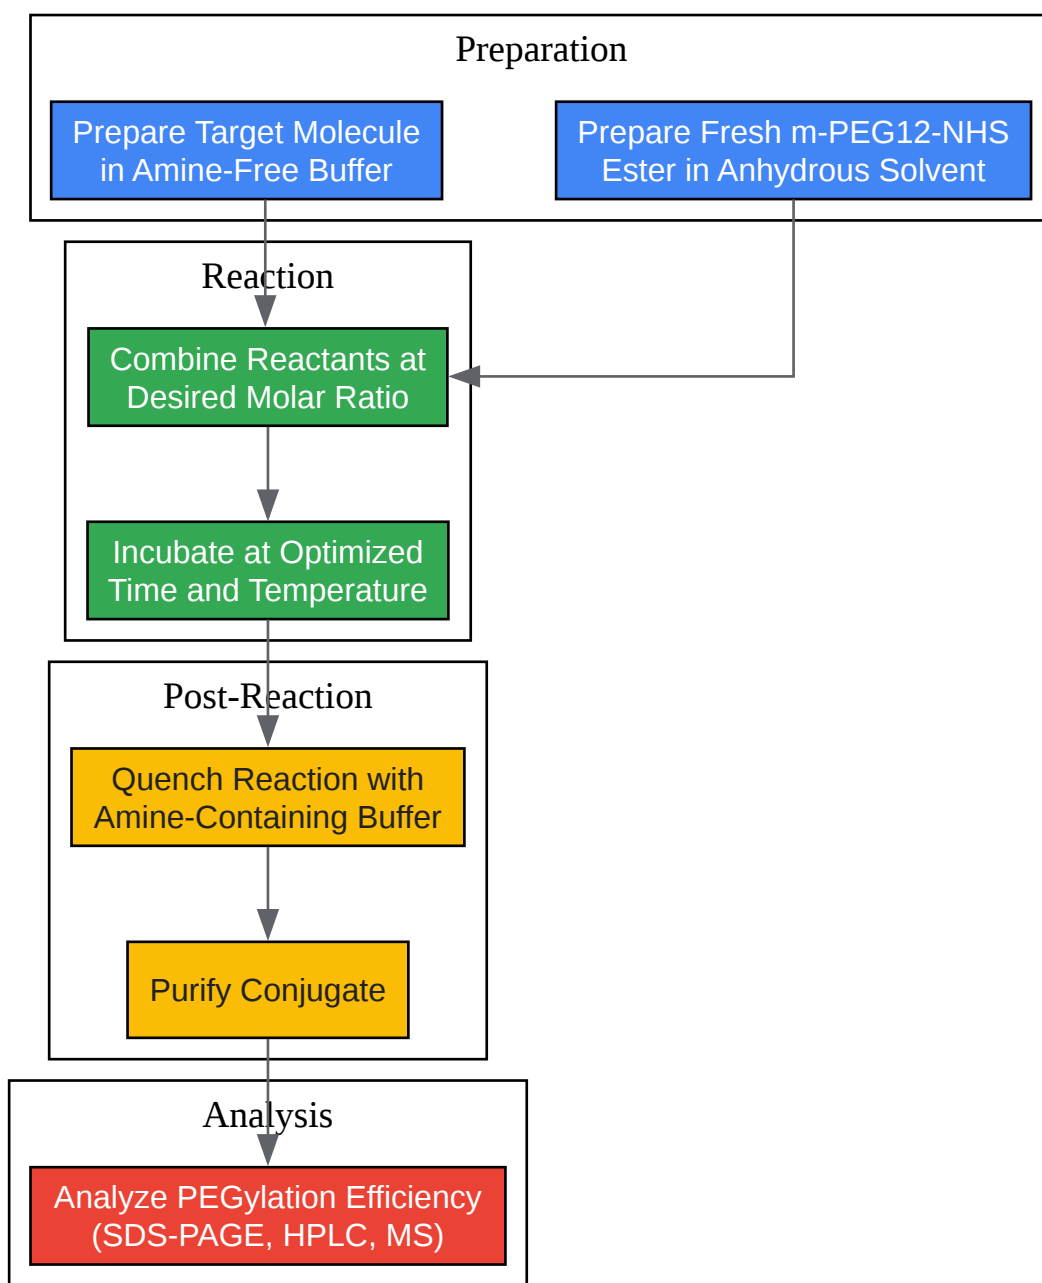 Preparation
Prepare Target Molecule
in Amine-Free Buffer
Prepare Fresh m-PEG12-NHS
Ester in Anhydrous Solvent
Reaction
Combine Reactants at
Desired Molar Ratio
Incubate at Optimized
Time and Temperature
Post-Reaction
Quench Reaction with
Amine-Containing Buffer
Purify Conjugate
Analysis
Analyze PEGylation Efficiency
(SDS-PAGE, HPLC, MS)